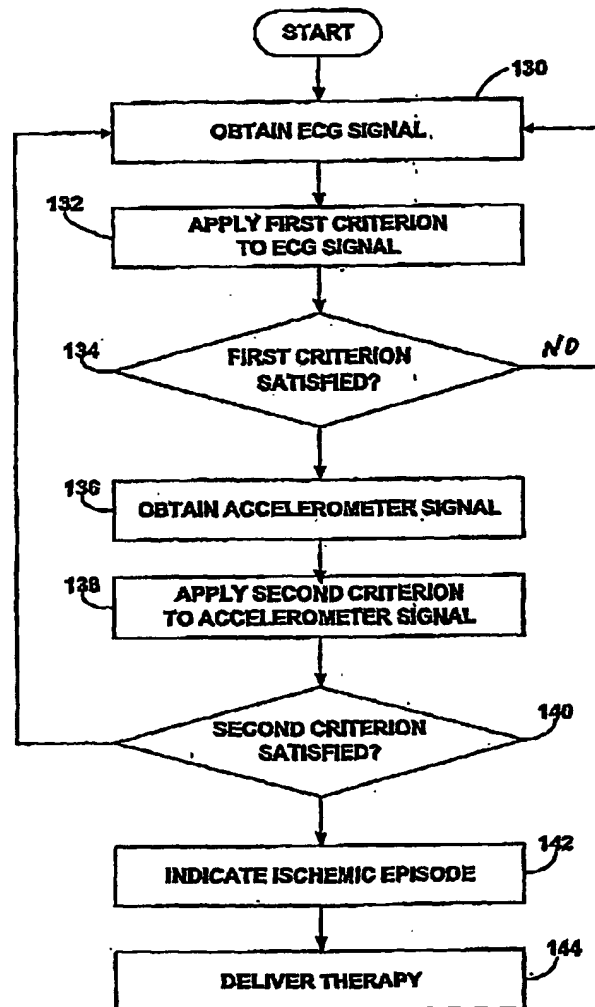 START
130
OBTAIN ECG SIGNAL
132
APPLY FIRST CRITERION
TO ECG SIGNAL
134
FIRST CRITERION
SATISFIED?
NO
136
OBTAIN ACCELEROMETER SIGNAL
138
APPLY SECOND CRITERION
TO ACCELEROMETER SIGNAL
SECOND CRITERION
SATISFIED?
140
142
INDICATE ISCHEMIC EPISODE
144
DELIVER THERAPY